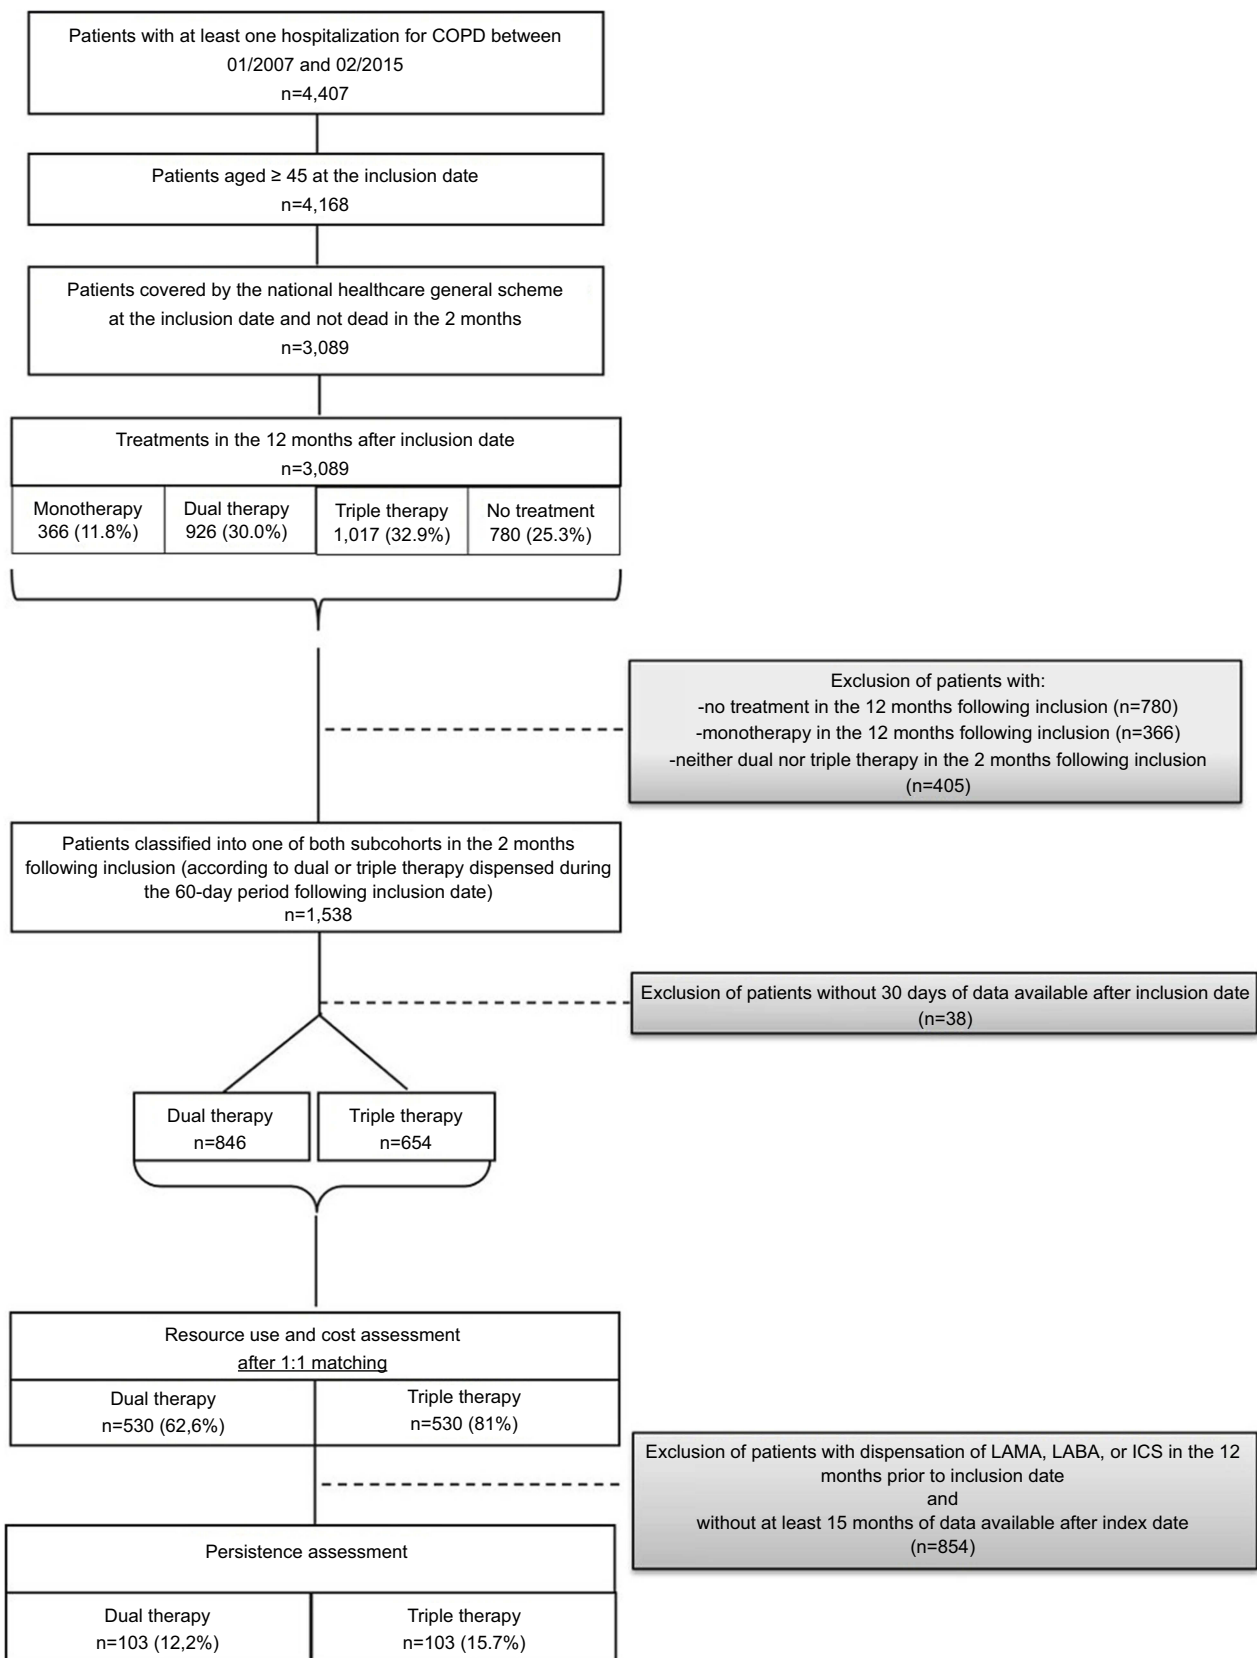 Patients with at least one hospitalization for COPD between
01/2007 and 02/2015
n=4,407
Patients aged ≥ 45 at the inclusion date
n=4,168
Patients covered by the national healthcare general scheme
at the inclusion date and not dead in the 2 months
n=3,089
Treatments in the 12 months after inclusion date
n=3,089
Monotherapy
366 (11.8%)
Dual therapy
926 (30.0%)
Triple therapy
1,017 (32.9%)
No treatment
780 (25.3%)
Exclusion of patients with:
-no treatment in the 12 months following inclusion (n=780)
-monotherapy in the 12 months following inclusion (n=366)
-neither dual nor triple therapy in the 2 months following inclusion
(n=405)
Patients classified into one of both subcohorts in the 2 months
following inclusion (according to dual or triple therapy dispensed during
the 60-day period following inclusion date)
n=1,538
Exclusion of patients without 30 days of data available after inclusion date
(n=38)
Dual therapy
n=846
Triple therapy
n=654
Resource use and cost assessment
after 1:1 matching
Dual therapy
n=530 (62,6%)
Triple therapy
n=530 (81%)
Exclusion of patients with dispensation of LAMA, LABA, or ICS in the 12
months prior to inclusion date
and
without at least 15 months of data available after index date
(n=854)
Persistence assessment
Dual therapy
n=103 (12,2%)
Triple therapy
n=103 (15.7%)